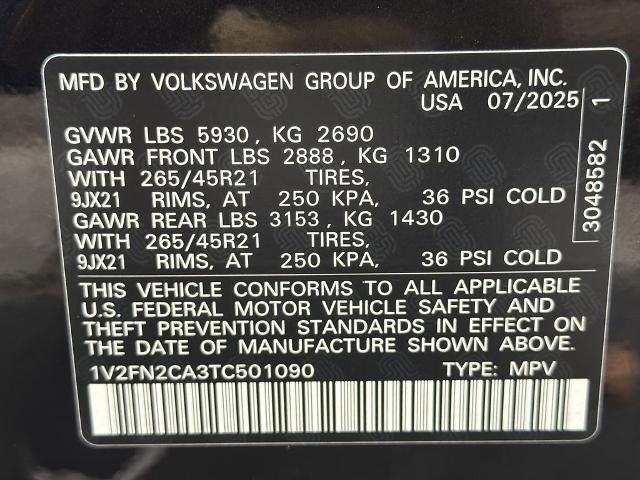 MFD BY VOLKSWAGEN GROUP OF AMERICA, INC.
USA 07/2025
GVWR LBS 5930, KG 2690
GAWR FRONT LBS 2888, KG 1310
WITH 265/45R21 TIRES,
9JX21 RIMS, AT 250 KPA, 36 PSI COLD
GAWR REAR LBS 3153, KG 1430
WITH 265/45R21 TIRES,
9JX21 RIMS, AT 250 KPA, 36 PSI COLD
THIS VEHICLE CONFORMS TO ALL APPLICABLE
U.S. FEDERAL MOTOR VEHICLE SAFETY AND
THEFT PREVENTION STANDARDS IN EFFECT ON
THE DATE OF MANUFACTURE SHOWN ABOVE.
1V2FN2CA3TC501090 TYPE: MPV
3048582 1